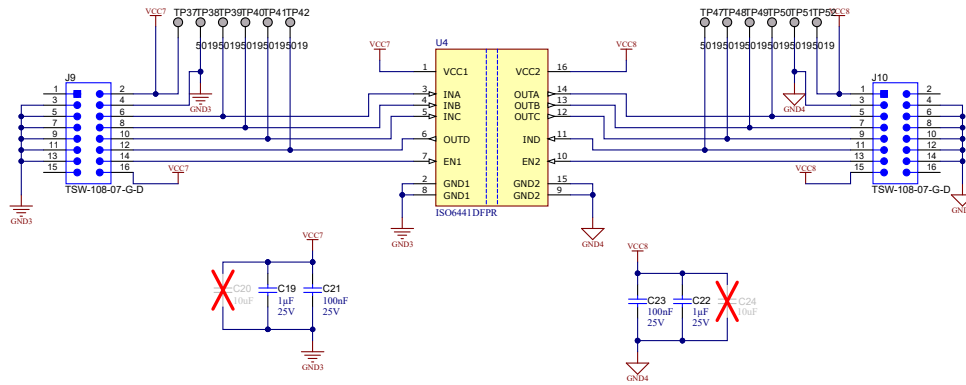 TP37 TP38 TP39 TP40 TP41 TP42
VCC7
5019 5019 5019 5019 5019 5019
TP47 TP48 TP49 TP50 TP51 TP52
VCC8
5019 5019 5019 5019 5019 5019
U4
VCC7
VCC8
1 VCC1 VCC2 16
3 INA OUTA 14
4 INB OUTB 13
5 INC OUTC 12
6 OUTD IND 11
7 EN1 EN2 10
2 GND1 GND2 15
8 GND1 GND2 9
ISO6441DFPR
GND3
GND4
J9
1 2
3 4
5 6
7 8
9 10
11 12
13 14
15 16
VCC7
TSW-108-07-G-D
GND3
GND3
J10
1 2
3 4
5 6
7 8
9 10
11 12
13 14
15 16
VCC8
TSW-108-07-G-D
GND4
VCC7
C20
10uF
C19
1µF
25V
C21
100nF
25V
GND3
VCC8
C23
100nF
25V
C22
1µF
25V
C24
10uF
GND4